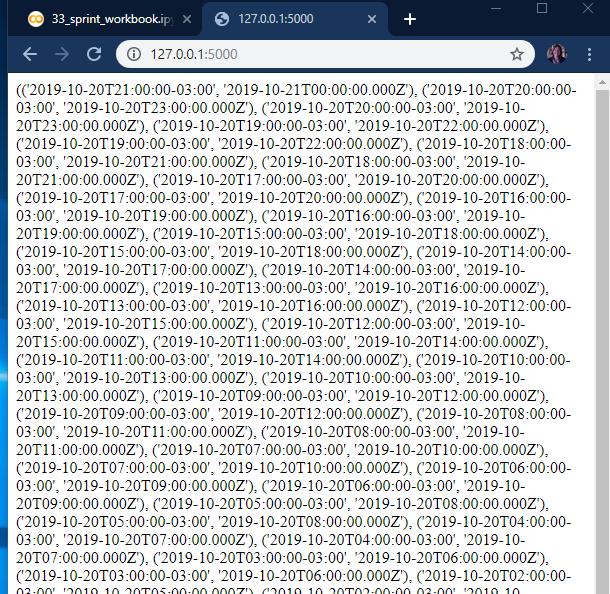 33_sprint_workbook.ipy
127.0.0.1:5000
127.0.0.1:5000
(('2019-10-20T21:00:00-03:00', '2019-10-21T00:00:00.000Z'), ('2019-10-20T20:00:00-
03:00', '2019-10-20T23:00:00.000Z'), ('2019-10-20T20:00:00-03:00', '2019-10-
20T23:00:00.000Z'), ('2019-10-20T19:00:00-03:00', '2019-10-20T22:00:00.000Z'),
('2019-10-20T19:00:00-03:00', '2019-10-20T22:00:00.000Z'), ('2019-10-20T18:00:00-
03:00', '2019-10-20T21:00:00.000Z'), ('2019-10-20T18:00:00-03:00', '2019-10-
20T21:00:00.000Z'), ('2019-10-20T17:00:00-03:00', '2019-10-20T20:00:00.000Z'),
('2019-10-20T17:00:00-03:00', '2019-10-20T20:00:00.000Z'), ('2019-10-20T16:00:00-
03:00', '2019-10-20T19:00:00.000Z'), ('2019-10-20T16:00:00-03:00', '2019-10-
20T19:00:00.000Z'), ('2019-10-20T15:00:00-03:00', '2019-10-20T18:00:00.000Z'),
('2019-10-20T15:00:00-03:00', '2019-10-20T18:00:00.000Z'), ('2019-10-20T14:00:00-
03:00', '2019-10-20T17:00:00.000Z'), ('2019-10-20T14:00:00-03:00', '2019-10-
20T17:00:00.000Z'), ('2019-10-20T13:00:00-03:00', '2019-10-20T16:00:00.000Z'),
('2019-10-20T13:00:00-03:00', '2019-10-20T16:00:00.000Z'), ('2019-10-20T12:00:00-
03:00', '2019-10-20T15:00:00.000Z'), ('2019-10-20T12:00:00-03:00', '2019-10-
20T15:00:00.000Z'), ('2019-10-20T11:00:00-03:00', '2019-10-20T14:00:00.000Z'),
('2019-10-20T11:00:00-03:00', '2019-10-20T14:00:00.000Z'), ('2019-10-20T10:00:00-
03:00', '2019-10-20T13:00:00.000Z'), ('2019-10-20T10:00:00-03:00', '2019-10-
20T13:00:00.000Z'), ('2019-10-20T09:00:00-03:00', '2019-10-20T12:00:00.000Z'),
('2019-10-20T09:00:00-03:00', '2019-10-20T12:00:00.000Z'), ('2019-10-20T08:00:00-
03:00', '2019-10-20T11:00:00.000Z'), ('2019-10-20T08:00:00-03:00', '2019-10-
20T11:00:00.000Z'), ('2019-10-20T07:00:00-03:00', '2019-10-20T10:00:00.000Z'),
('2019-10-20T07:00:00-03:00', '2019-10-20T10:00:00.000Z'), ('2019-10-20T06:00:00-
03:00', '2019-10-20T09:00:00.000Z'), ('2019-10-20T06:00:00-03:00', '2019-10-
20T09:00:00.000Z'), ('2019-10-20T05:00:00-03:00', '2019-10-20T08:00:00.000Z'),
('2019-10-20T05:00:00-03:00', '2019-10-20T08:00:00.000Z'), ('2019-10-20T04:00:00-
03:00', '2019-10-20T07:00:00.000Z'), ('2019-10-20T04:00:00-03:00', '2019-10-
20T07:00:00.000Z'), ('2019-10-20T03:00:00-03:00', '2019-10-20T06:00:00.000Z'),
('2019-10-20T03:00:00-03:00', '2019-10-20T06:00:00.000Z'), ('2019-10-20T02:00:00-
03:00', '2019-10-20T05:00:00.000Z'), ('2019-10-20T02:00:00-03:00', '2019-10-